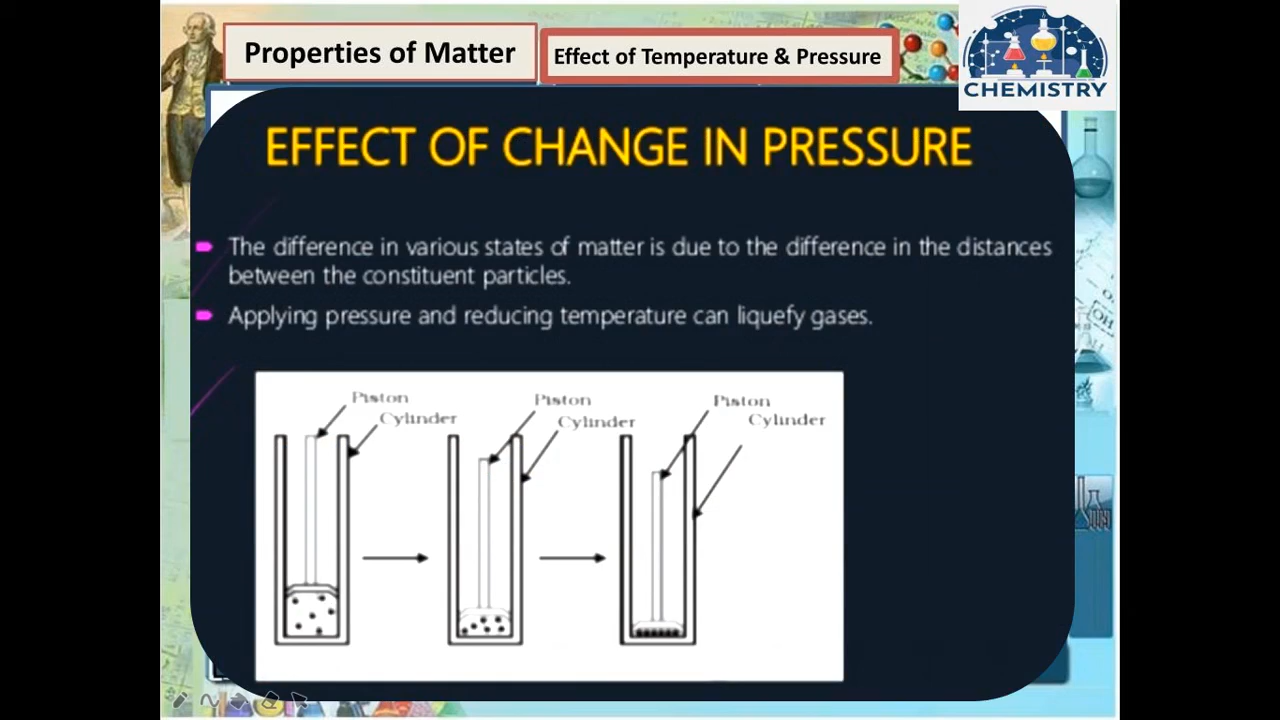 Properties of Matter
Effect of Temperature & Pressure
CHEMISTRY
EFFECT OF CHANGE IN PRESSURE
The difference in various states of matter is due to the difference in the distances
between the constituent particles.
Applying pressure and reducing temperature can liquefy gases.
Piston
Cylinder
Piston
Cylinder
Piston
Cylinder